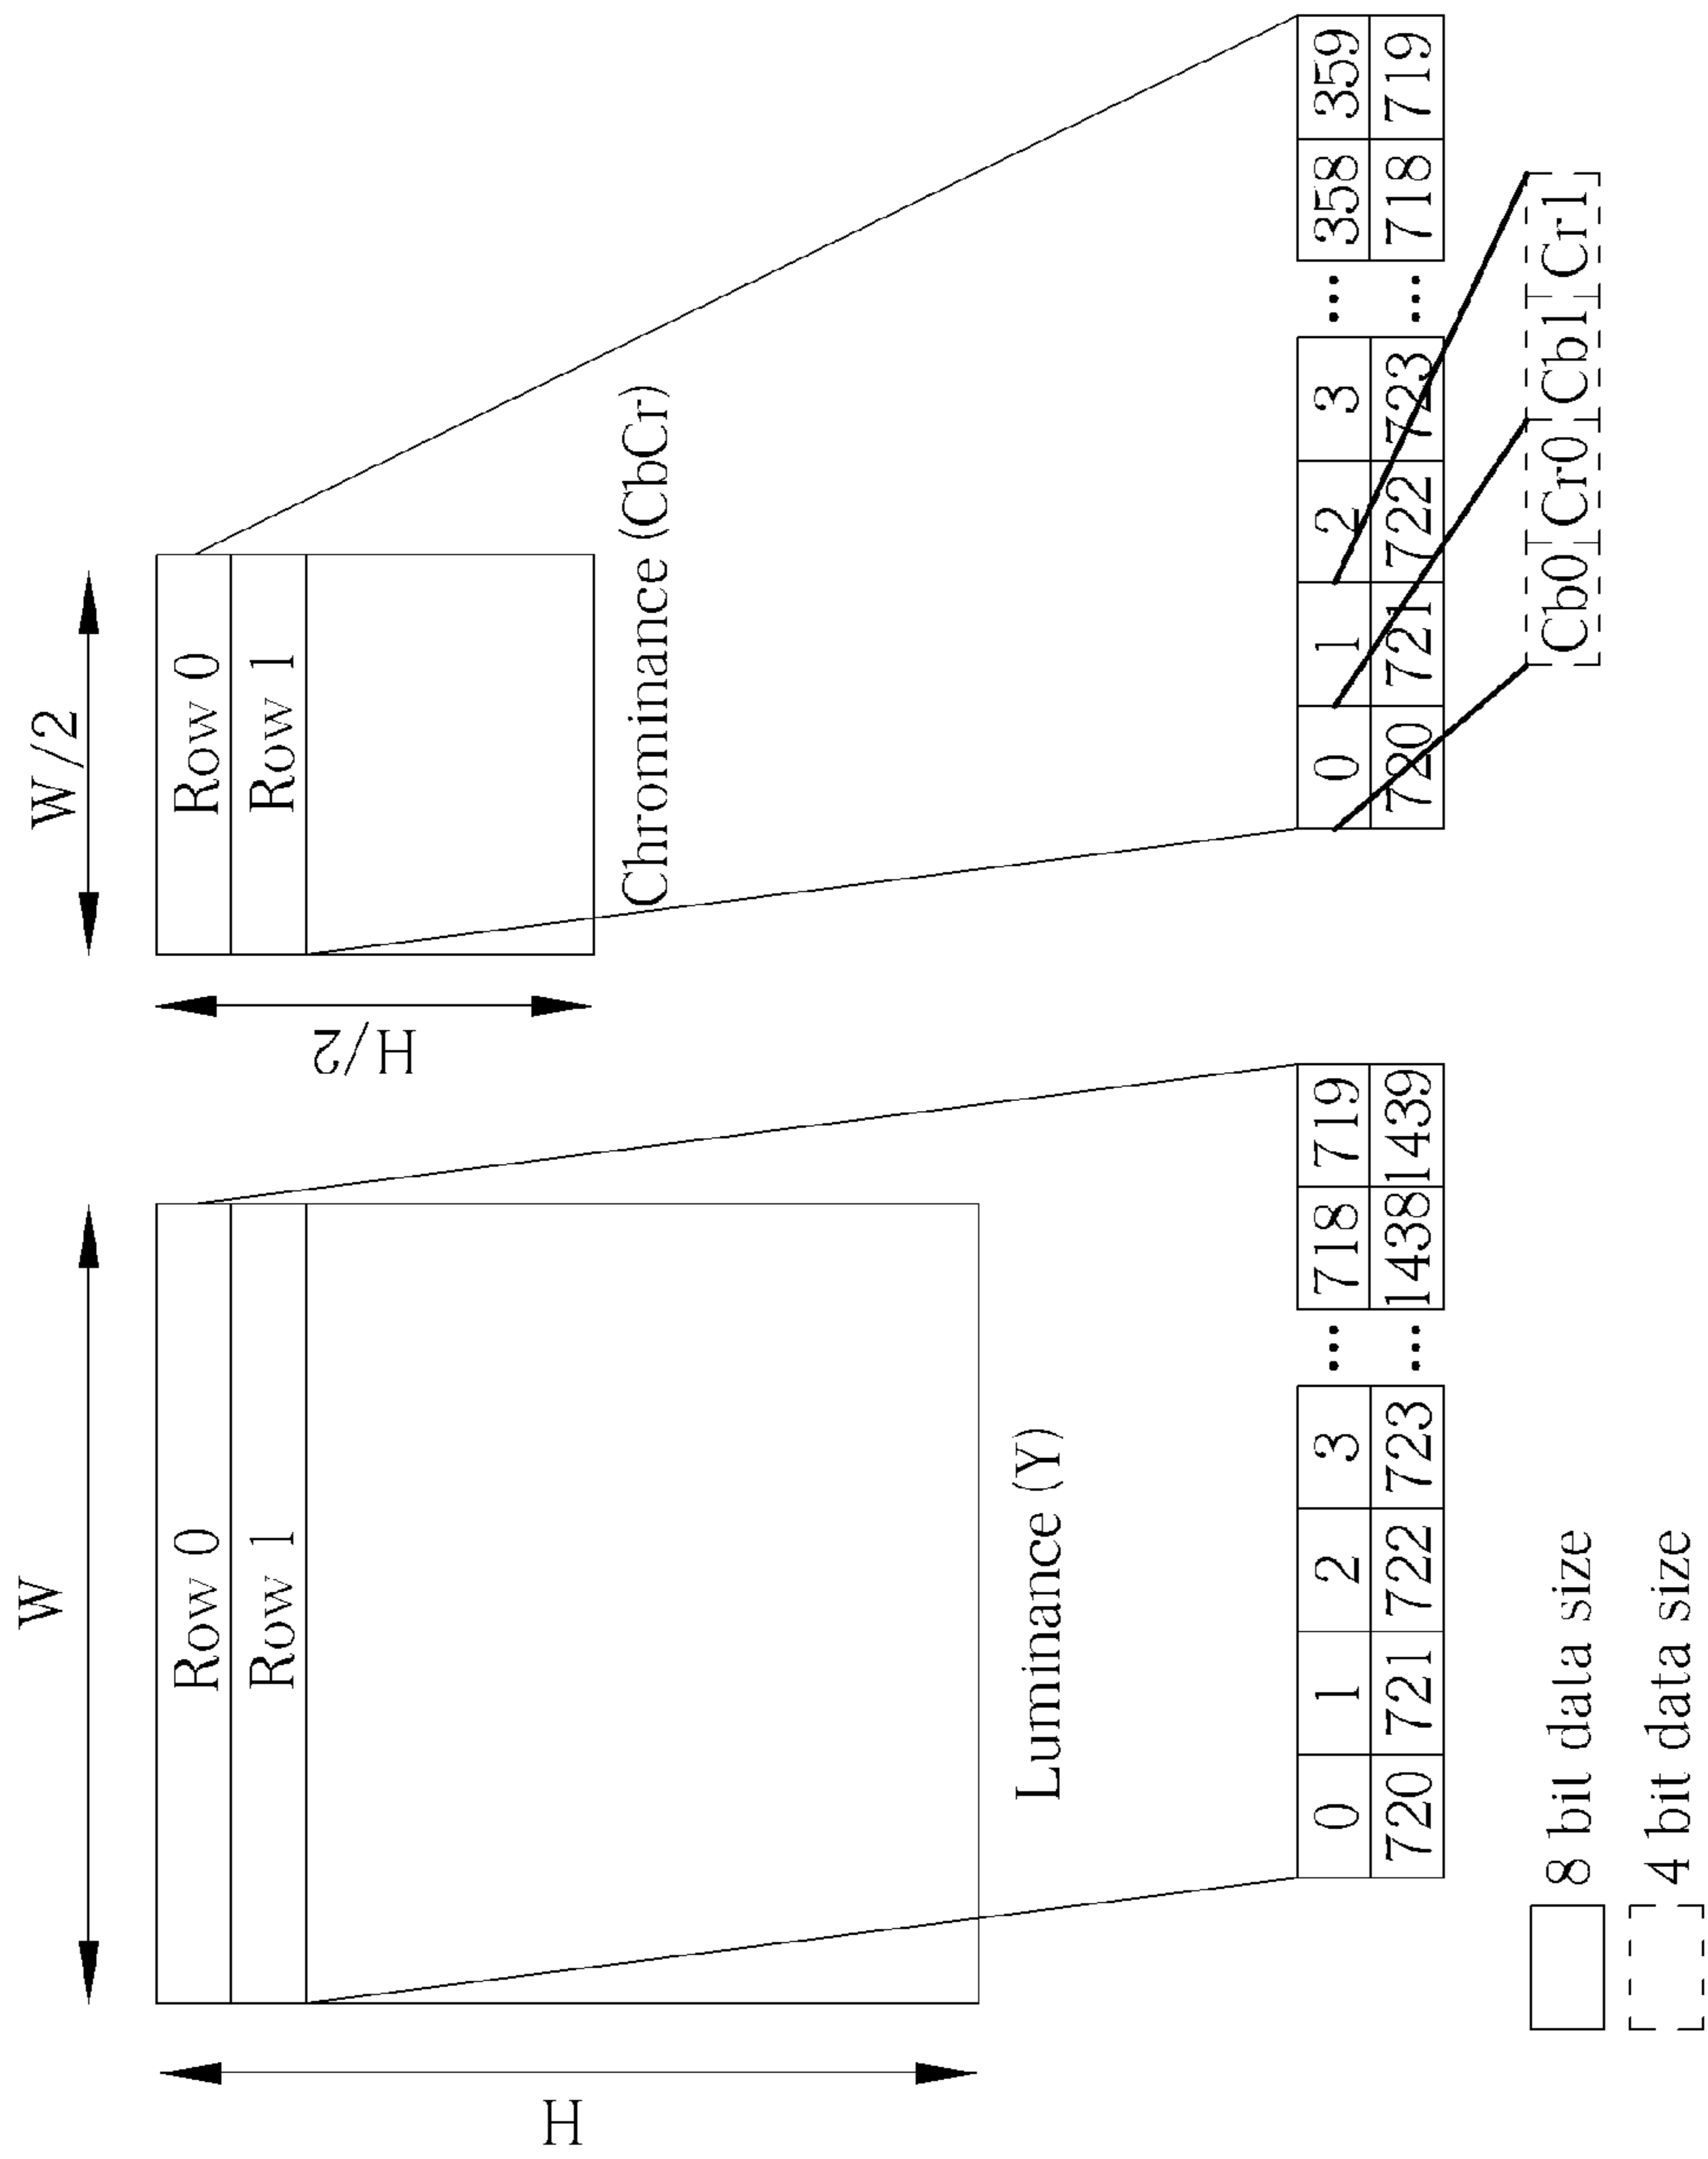 W
Row 0
Row 1
H
Luminance (Y)
0 1 2 3 ... 718 719
720 721 722 723 ... 1438 1439
W/2
Row 0
Row 1
H/2
Chrominance (CbCr)
0 1 2 3 ... 358 359
720 721 722 723 ... 718 719
Cb0 Cr0 Cb1 Cr1
8 bit data size
4 bit data size